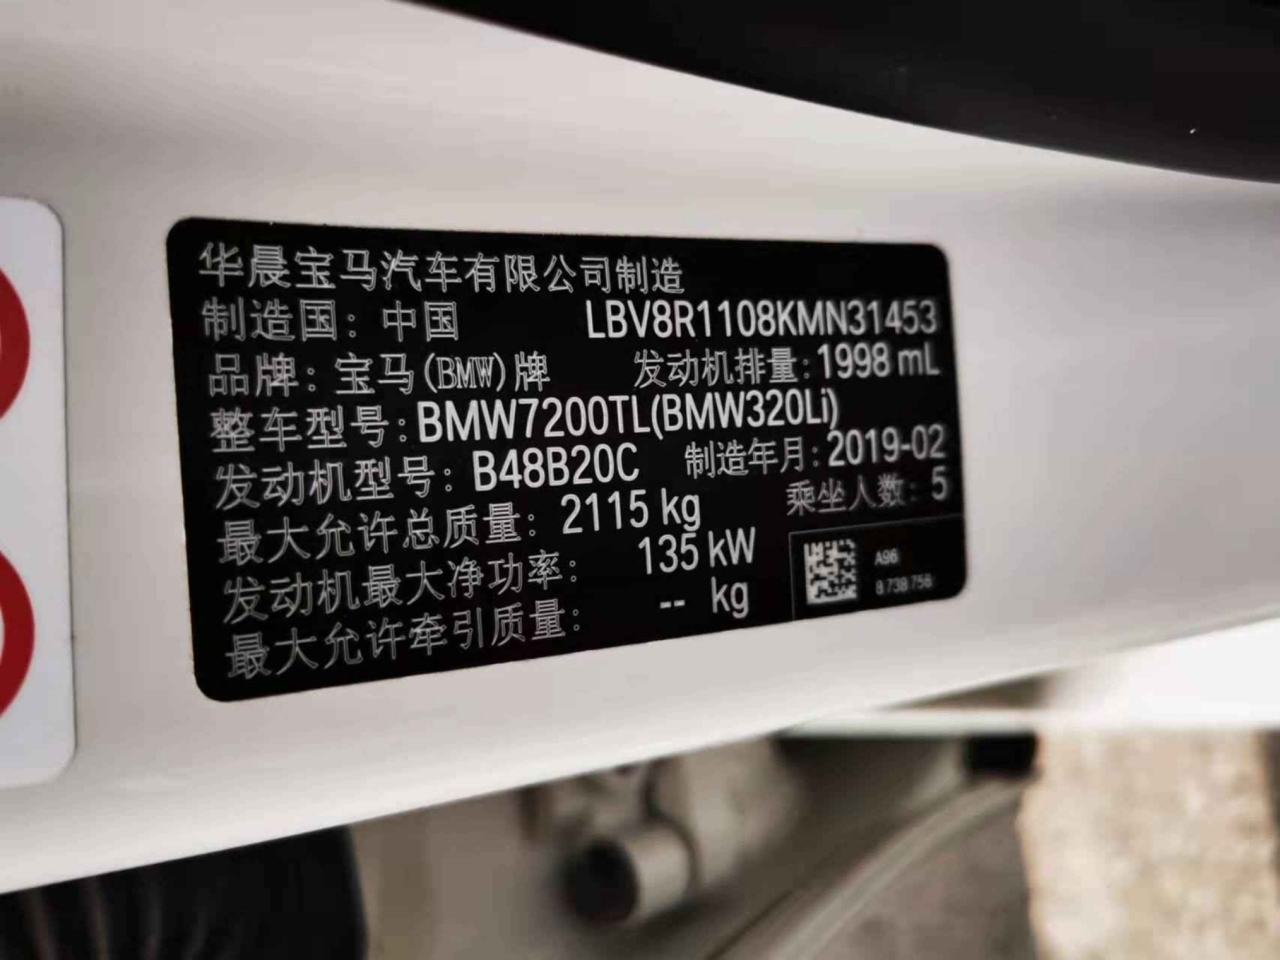 华晨宝马汽车有限公司制造
制造国：中国 LBV8R1108KMN31453
品牌：宝马(BMW)牌 发动机排量：1998 mL
整车型号：BMW7200TL(BMW320Li)
发动机型号：B48B20C 制造年月：2019-02
最大允许总质量：2115 kg 乘坐人数：5
发动机最大净功率：135 kW
最大允许牵引质量：-- kg
A96
8.738.756